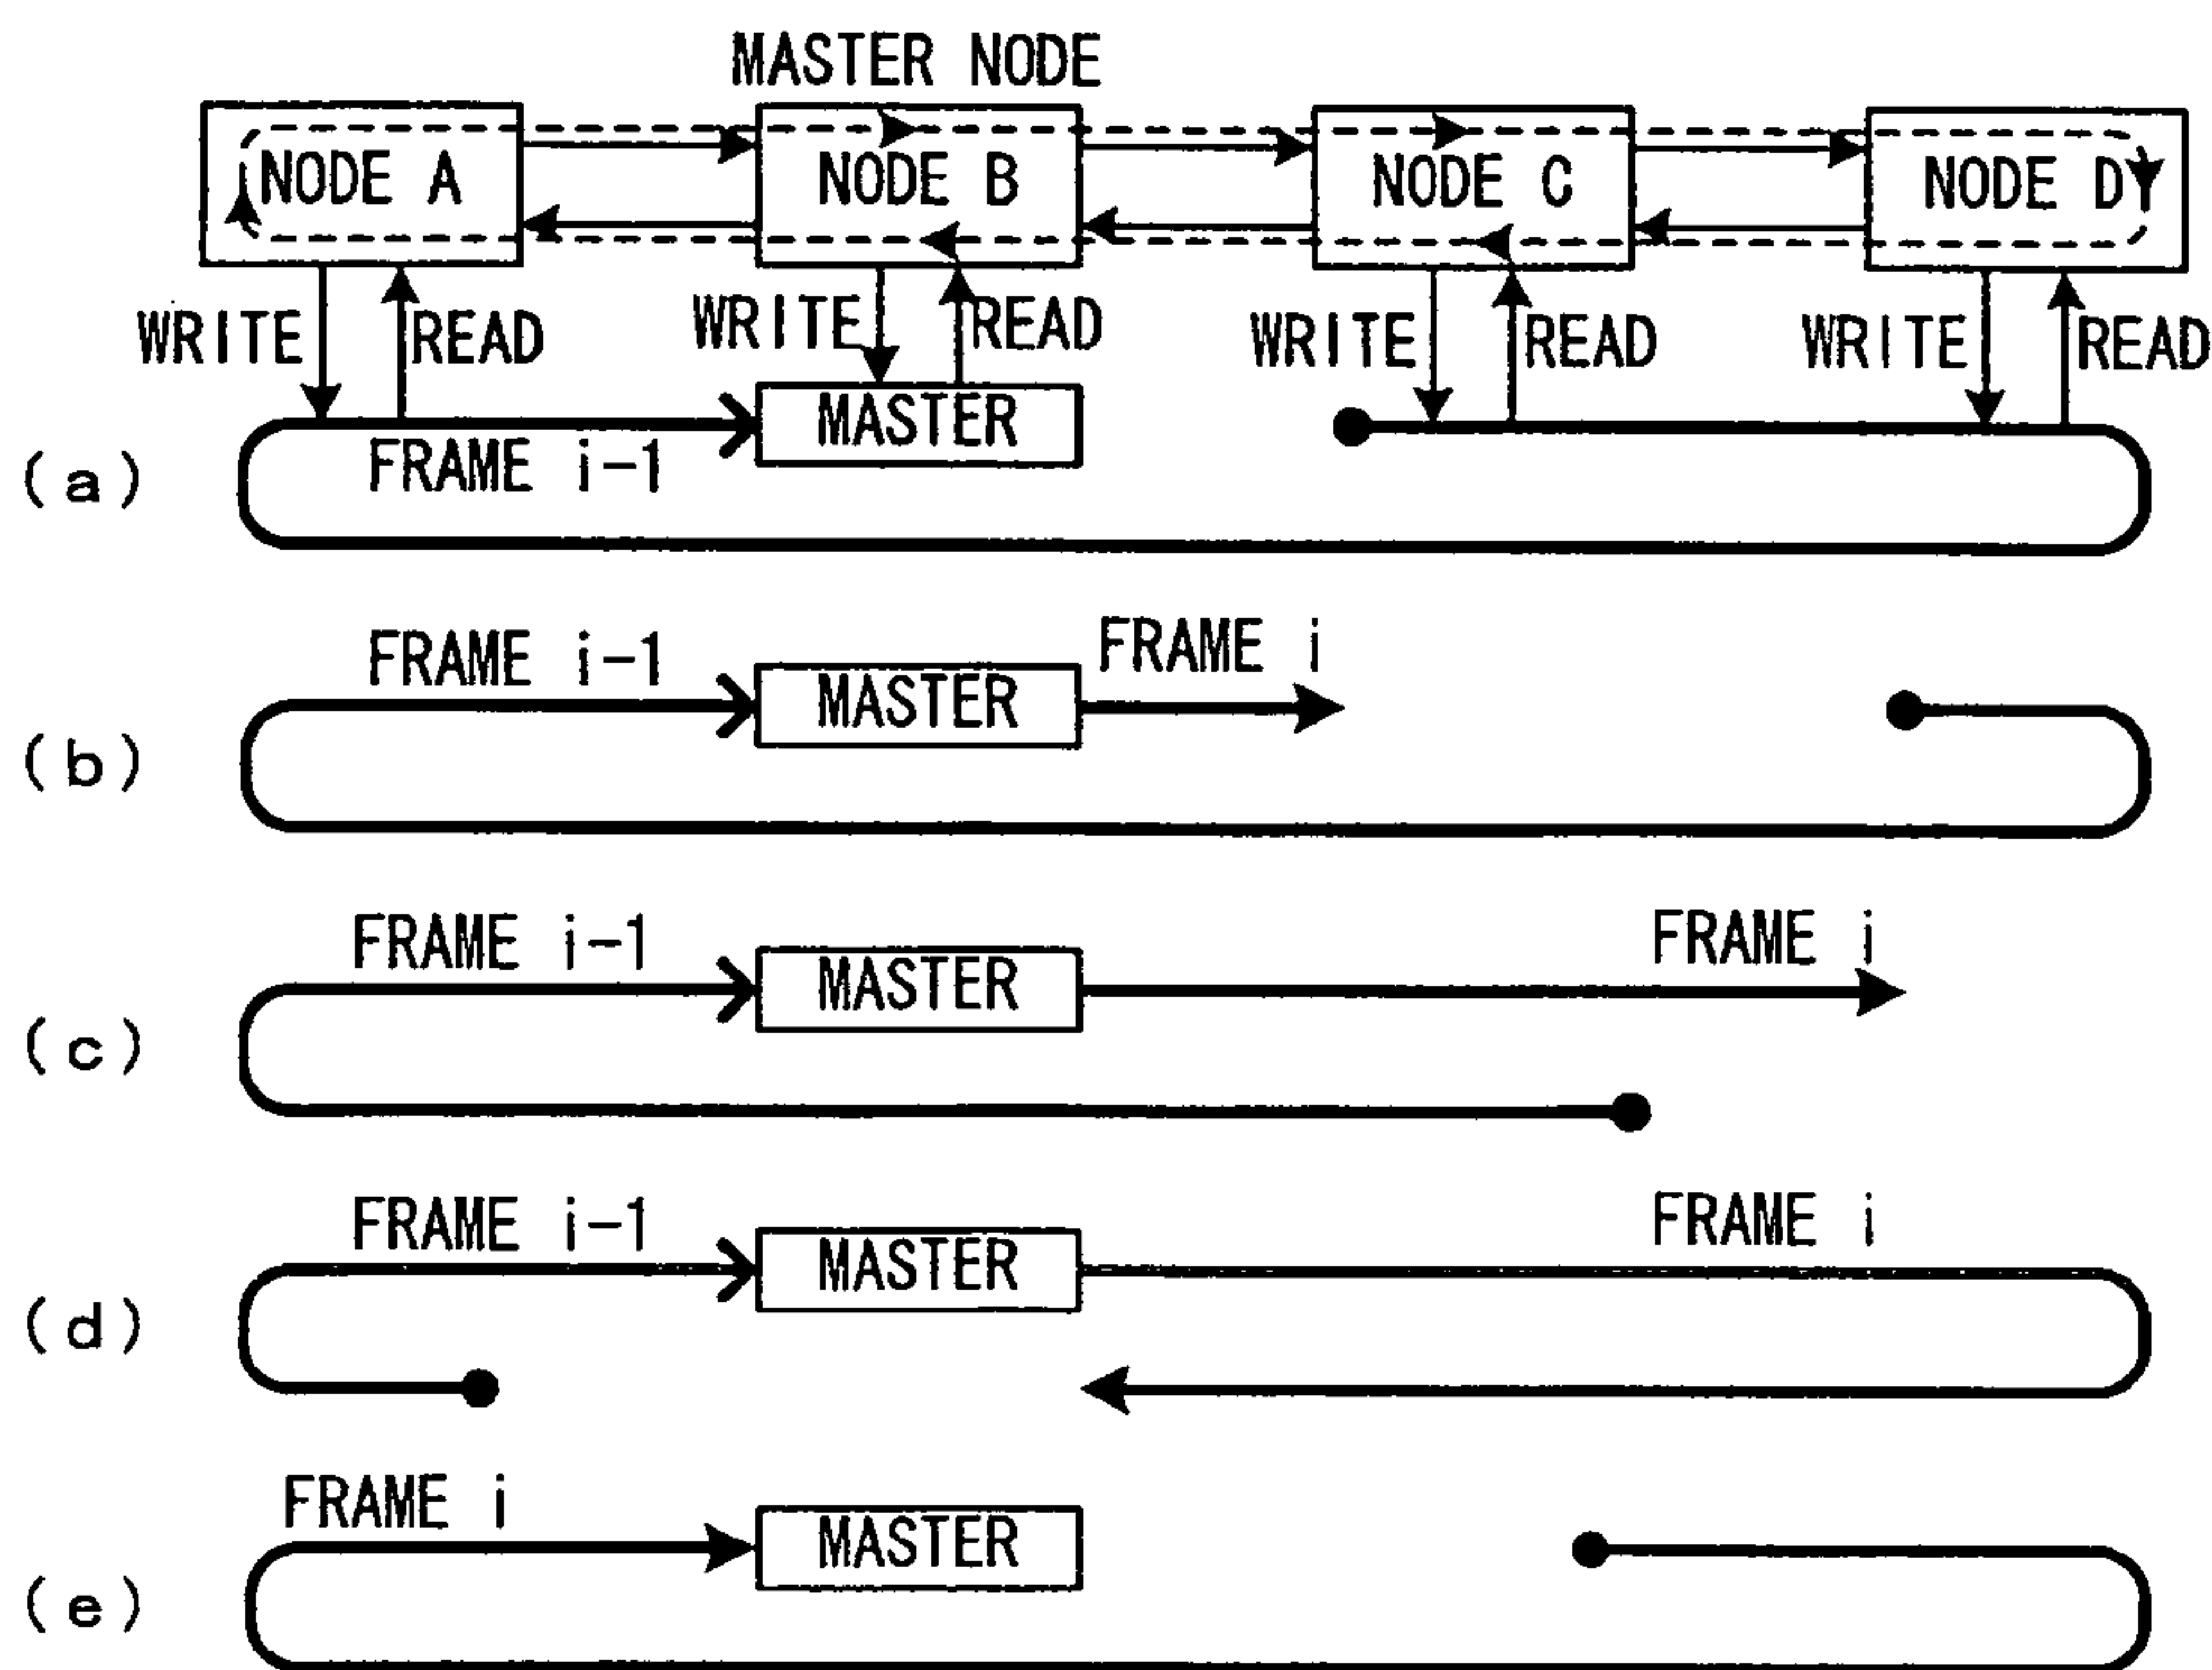 MASTER NODE
NODE A NODE B NODE C NODE D
WRITE READ WRITE READ WRITE READ WRITE READ
MASTER
FRAME i-1
(a)
FRAME i-1 FRAME i
MASTER
(b)
FRAME i-1 FRAME i
MASTER
(c)
FRAME i-1 FRAME i
MASTER
(d)
FRAME i
MASTER
(e)